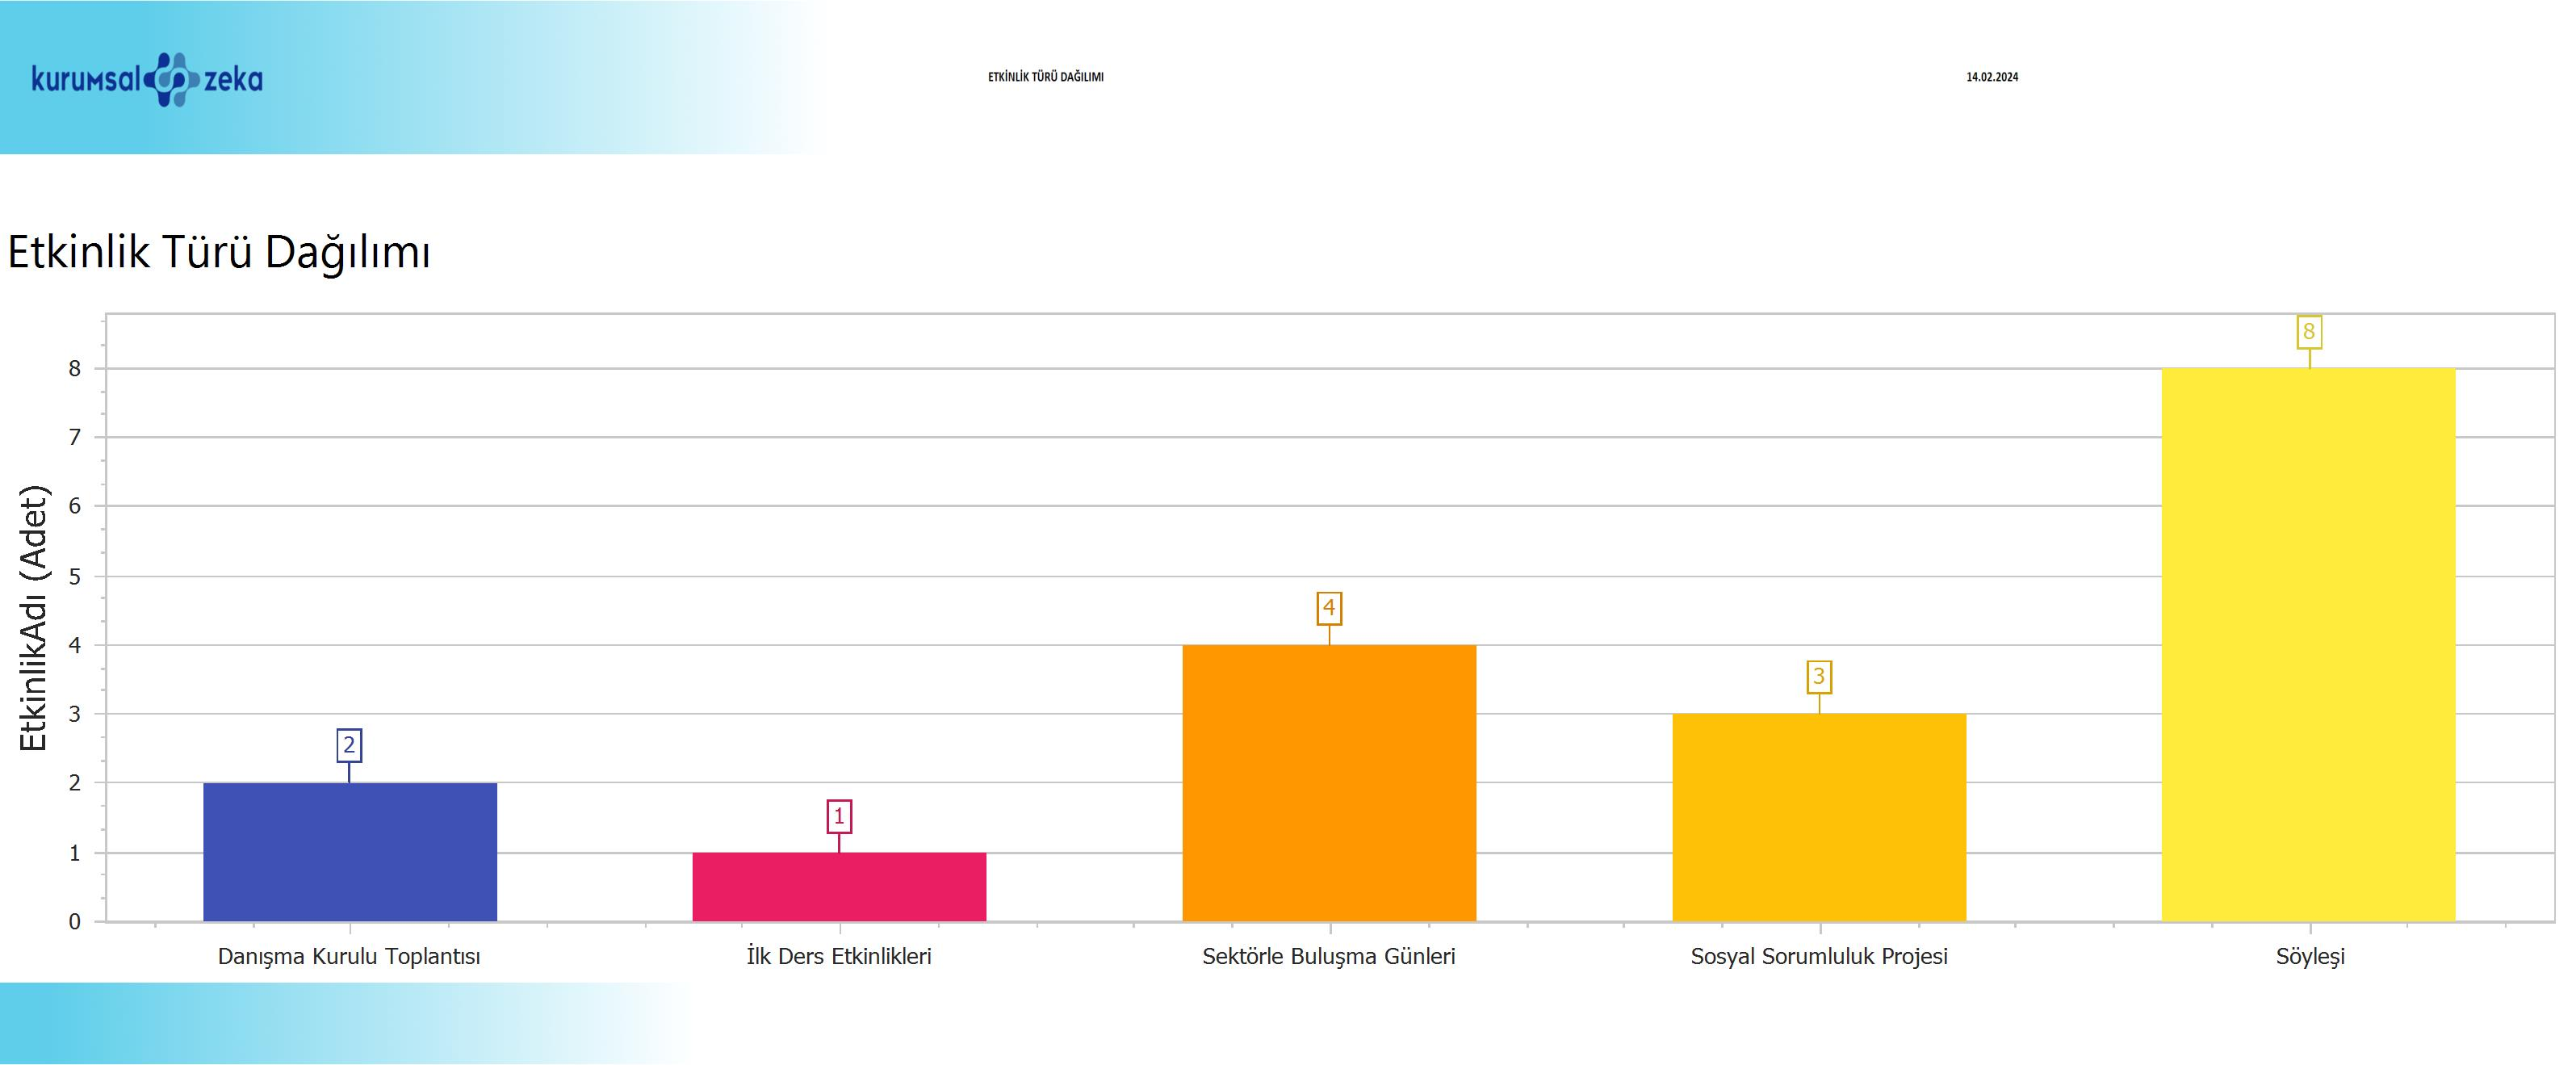 kurumsal zeka
ETKİNLİK TÜRÜ DAĞILIMI
14.02.2024
Etkinlik Türü Dağılımı
EtkinlikAdı (Adet)
8
7
6
5
4
3
2
1
0
2
1
4
3
8
Danışma Kurulu Toplantısı
İlk Ders Etkinlikleri
Sektörle Buluşma Günleri
Sosyal Sorumluluk Projesi
Söyleşi